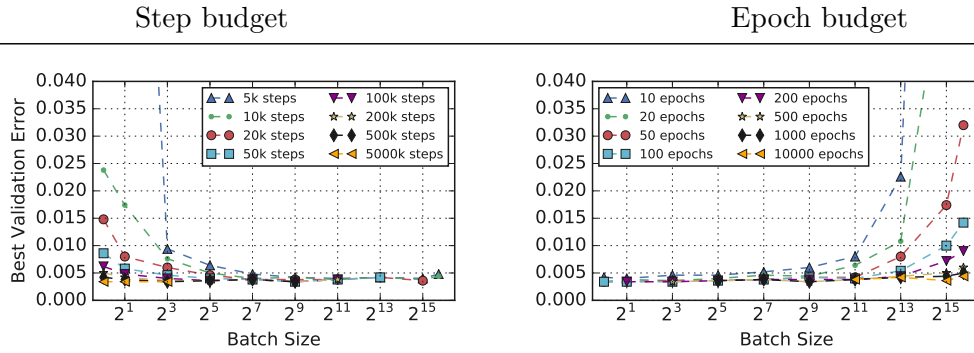 Step budget
Epoch budget
0.040
0.035
0.030
0.025
0.020
0.015
0.010
0.005
0.000
Best Validation Error
5k steps
10k steps
20k steps
50k steps
100k steps
200k steps
500k steps
5000k steps
2^1 2^3 2^5 2^7 2^9 2^11 2^13 2^15
Batch Size
0.040
0.035
0.030
0.025
0.020
0.015
0.010
0.005
0.000
10 epochs
20 epochs
50 epochs
100 epochs
200 epochs
500 epochs
1000 epochs
10000 epochs
2^1 2^3 2^5 2^7 2^9 2^11 2^13 2^15
Batch Size